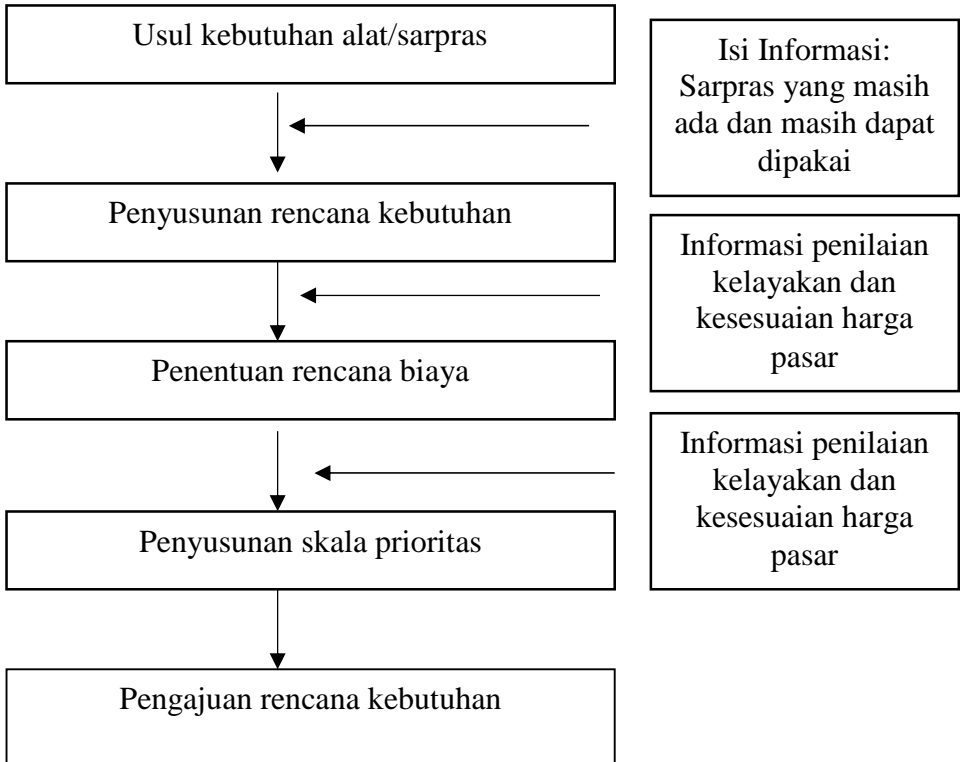 Usul kebutuhan alat/sarpras
Isi Informasi:
Sarpras yang masih
ada dan masih dapat
dipakai
Penyusunan rencana kebutuhan
Informasi penilaian
kelayakan dan
kesesuaian harga
pasar
Penentuan rencana biaya
Informasi penilaian
kelayakan dan
kesesuaian harga
pasar
Penyusunan skala prioritas
Pengajuan rencana kebutuhan